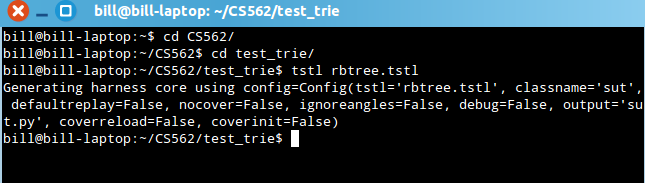 bill@bill-laptop: ~/CS562/test_trie
bill@bill-laptop:~$ cd CS562/
bill@bill-laptop:~/CS562$ cd test_trie/
bill@bill-laptop:~/CS562/test_trie$ tstl rbtree.tstl
Generating harness core using config=Config(tstl='rbtree.tstl', classname='sut',
 defaultreplay=False, nocover=False, ignoreangles=False, debug=False, output='su
t.py', coverreload=False, coverinit=False)
bill@bill-laptop:~/CS562/test_trie$